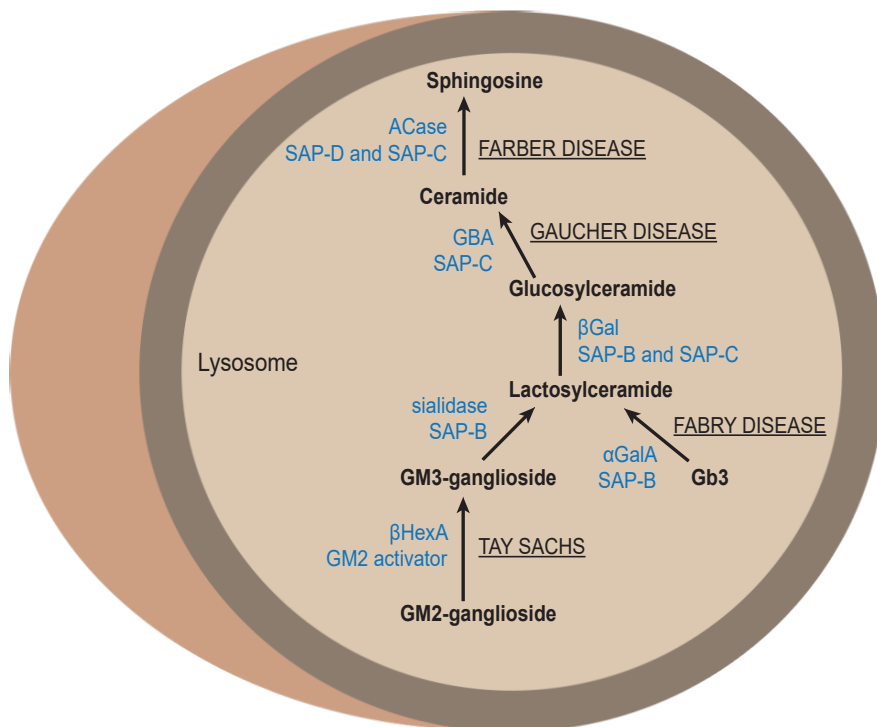 Sphingosine
ACase
SAP-D and SAP-C
FARBER DISEASE
Ceramide
GBA
SAP-C
GAUCHER DISEASE
Glucosylceramide
βGal
SAP-B and SAP-C
Lysosome
Lactosylceramide
sialidase
SAP-B
FABRY DISEASE
αGalA
SAP-B
GM3-ganglioside
Gb3
βHexA
GM2 activator
TAY SACHS
GM2-ganglioside